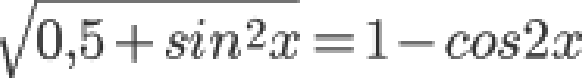 √0,5 + sin²x = 1 − cos2x